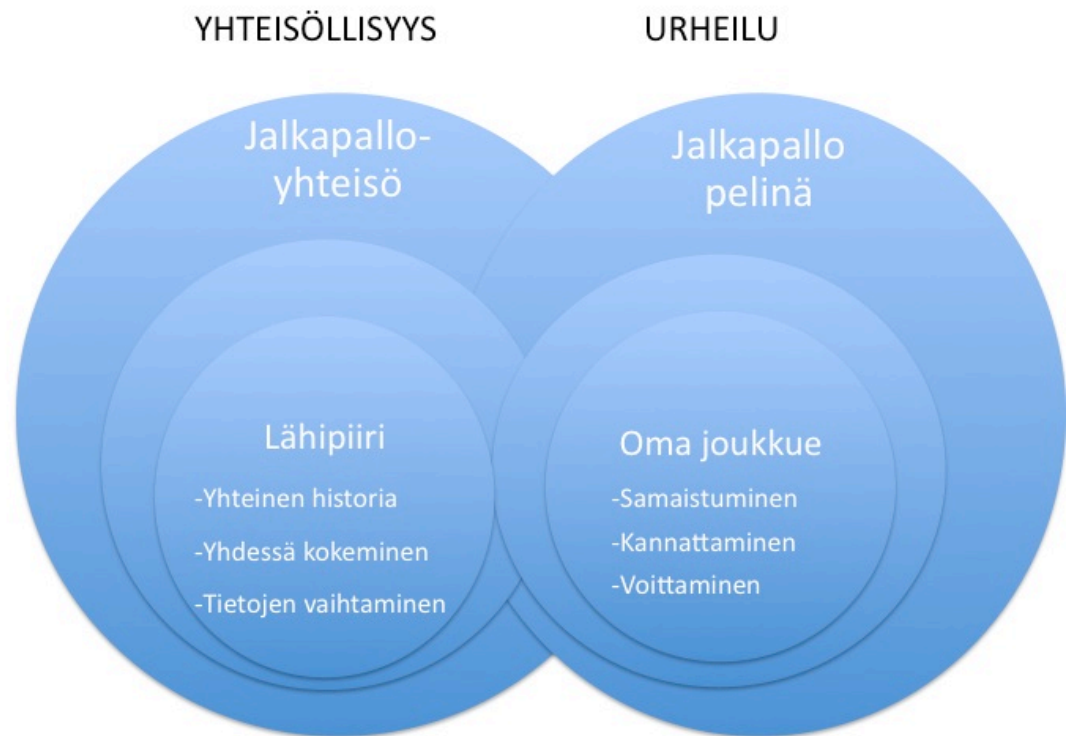 YHTEISÖLLISYYS
URHEILU
Jalkapallo-
yhteisö
Lähipiiri
-Yhteinen historia
-Yhdessä kokeminen
-Tietojen vaihtaminen
Jalkapallo
pelinä
Oma joukkue
-Samaistuminen
-Kannattaminen
-Voittaminen